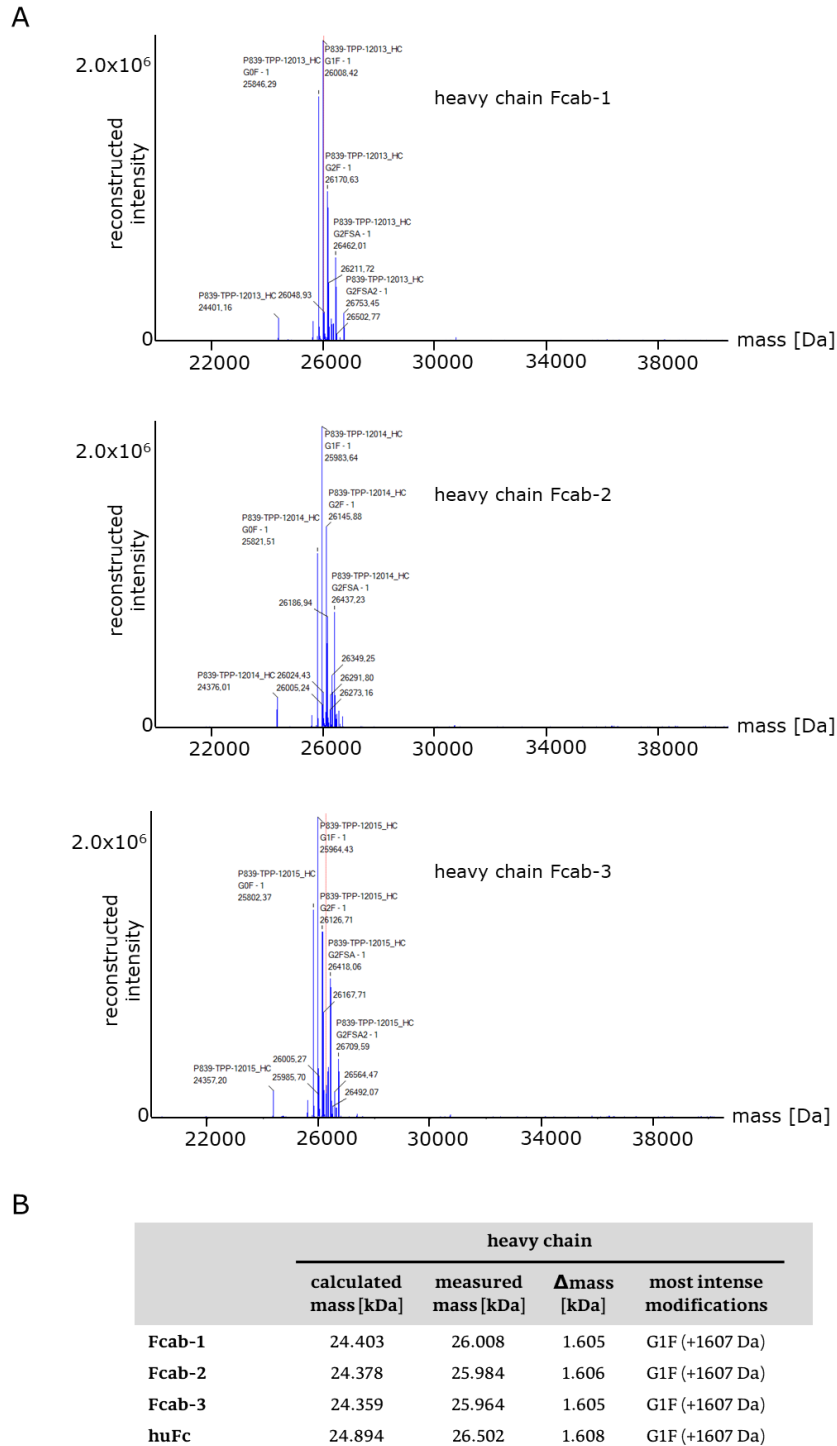 A
2.0x10⁶
reconstructed
intensity
0
heavy chain Fcab-1
P839-TPP-12013_HC
G0F - 1
25846,29
P839-TPP-12013_HC
G1F - 1
26008,42
P839-TPP-12013_HC
G2F - 1
26170,63
P839-TPP-12013_HC
G2FSA - 1
26462,01
26211,72
P839-TPP-12013_HC
G2FSA2 - 1
26753,45
26502,77
P839-TPP-12013_HC
24401,16
26048,93
22000 26000 30000 34000 38000
mass [Da]
2.0x10⁶
reconstructed
intensity
0
heavy chain Fcab-2
P839-TPP-12014_HC
G1F - 1
25983,64
P839-TPP-12014_HC
G2F - 1
26145,88
P839-TPP-12014_HC
G0F - 1
25821,51
P839-TPP-12014_HC
G2FSA - 1
26437,23
26186,94
26349,25
26291,80
26273,16
P839-TPP-12014_HC
24376,01
26024,43
26005,24
22000 26000 30000 34000 38000
mass [Da]
2.0x10⁶
reconstructed
intensity
0
heavy chain Fcab-3
P839-TPP-12015_HC
G1F - 1
25964,43
P839-TPP-12015_HC
G0F - 1
25802,37
P839-TPP-12015_HC
G2F - 1
26126,71
P839-TPP-12015_HC
G2FSA - 1
26418,06
26167,71
P839-TPP-12015_HC
G2FSA2 - 1
26709,59
26005,27
25985,70
P839-TPP-12015_HC
24357,20
26564,47
26492,07
22000 26000 30000 34000 38000
mass [Da]
B
heavy chain
calculated measured Δmass most intense
mass [kDa] mass [kDa] [kDa] modifications
Fcab-1 24.403 26.008 1.605 G1F (+1607 Da)
Fcab-2 24.378 25.984 1.606 G1F (+1607 Da)
Fcab-3 24.359 25.964 1.605 G1F (+1607 Da)
huFc 24.894 26.502 1.608 G1F (+1607 Da)